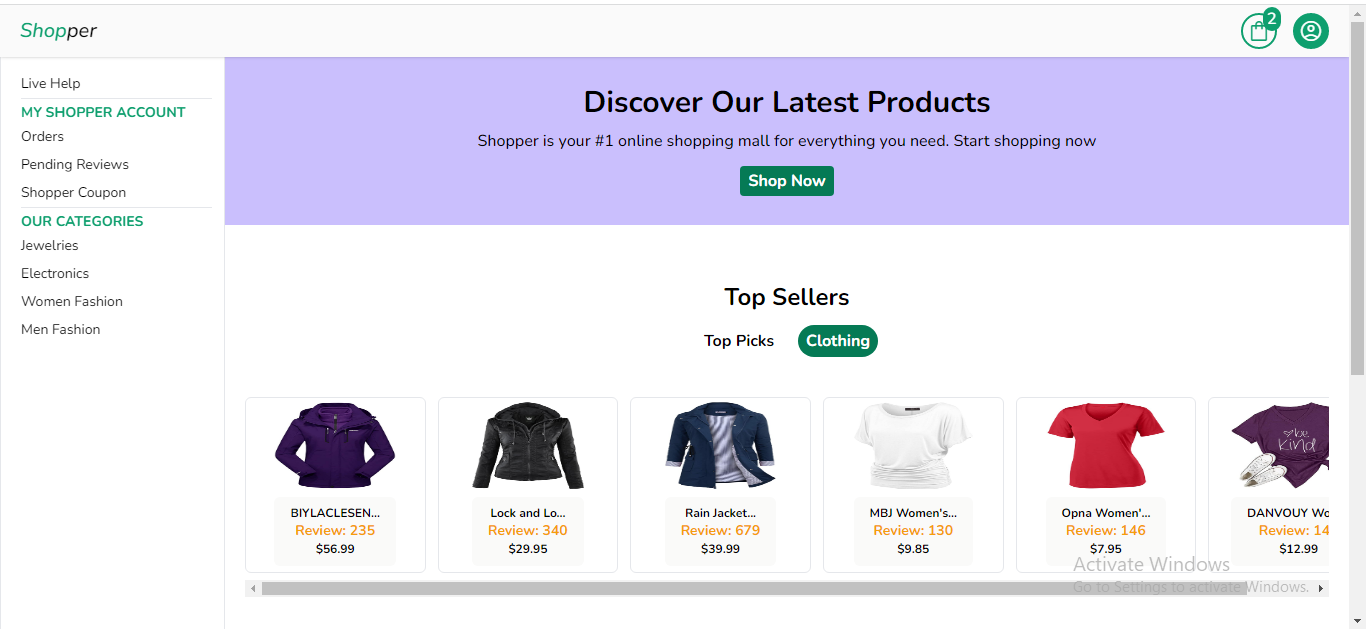 Shopper
2
Live Help
MY SHOPPER ACCOUNT
Orders
Pending Reviews
Shopper Coupon
OUR CATEGORIES
Jewelries
Electronics
Women Fashion
Men Fashion
Discover Our Latest Products
Shopper is your #1 online shopping mall for everything you need. Start shopping now
Shop Now
Top Sellers
Top Picks Clothing
be
kind
BIYLACLESEN... Lock and Lo... Rain Jacket... MBJ Women's... Opna Women'... DANVOUY Wo
Review: 235 Review: 340 Review: 679 Review: 130 Review: 146 Review: 14
$56.99 $29.95 $39.99 $9.85 $7.95 $12.99
Activate Windows
Go to Settings to activate Windows.